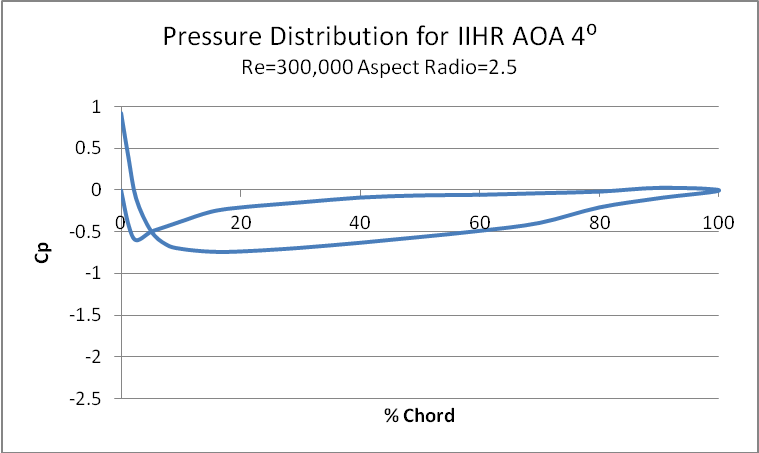 Pressure Distribution for IIHR AOA 4⁰
Re=300,000 Aspect Radio=2.5
1
0.5
0
-0.5
-1
-1.5
-2
-2.5
0 20 40 60 80 100
Cp
% Chord